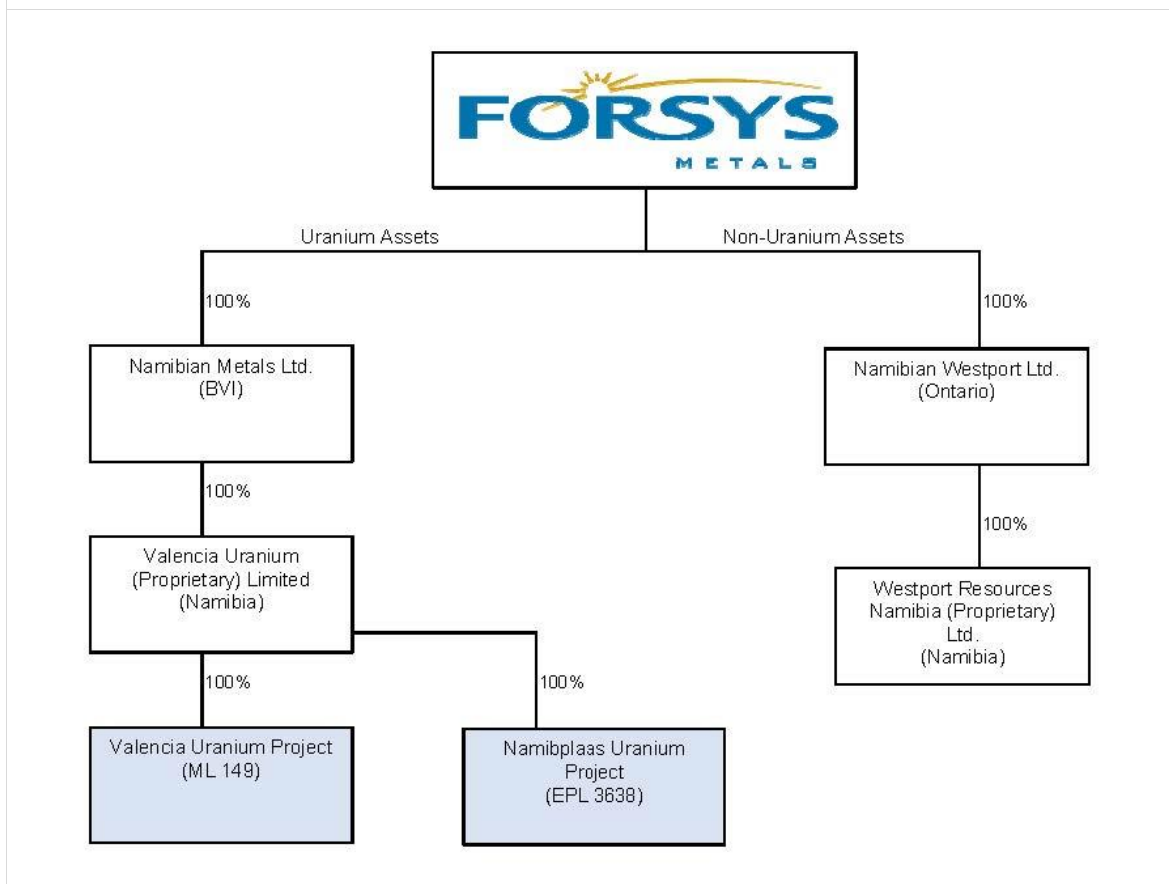 FORSYS
METALS
Uranium Assets
Non-Uranium Assets
100%
100%
Namibian Metals Ltd.
(BVI)
Namibian Westport Ltd.
(Ontario)
100%
100%
Valencia Uranium
(Proprietary) Limited
(Namibia)
Westport Resources
Namibia (Proprietary)
Ltd.
(Namibia)
100%
100%
Valencia Uranium Project
(ML 149)
Namibplaas Uranium
Project
(EPL 3638)